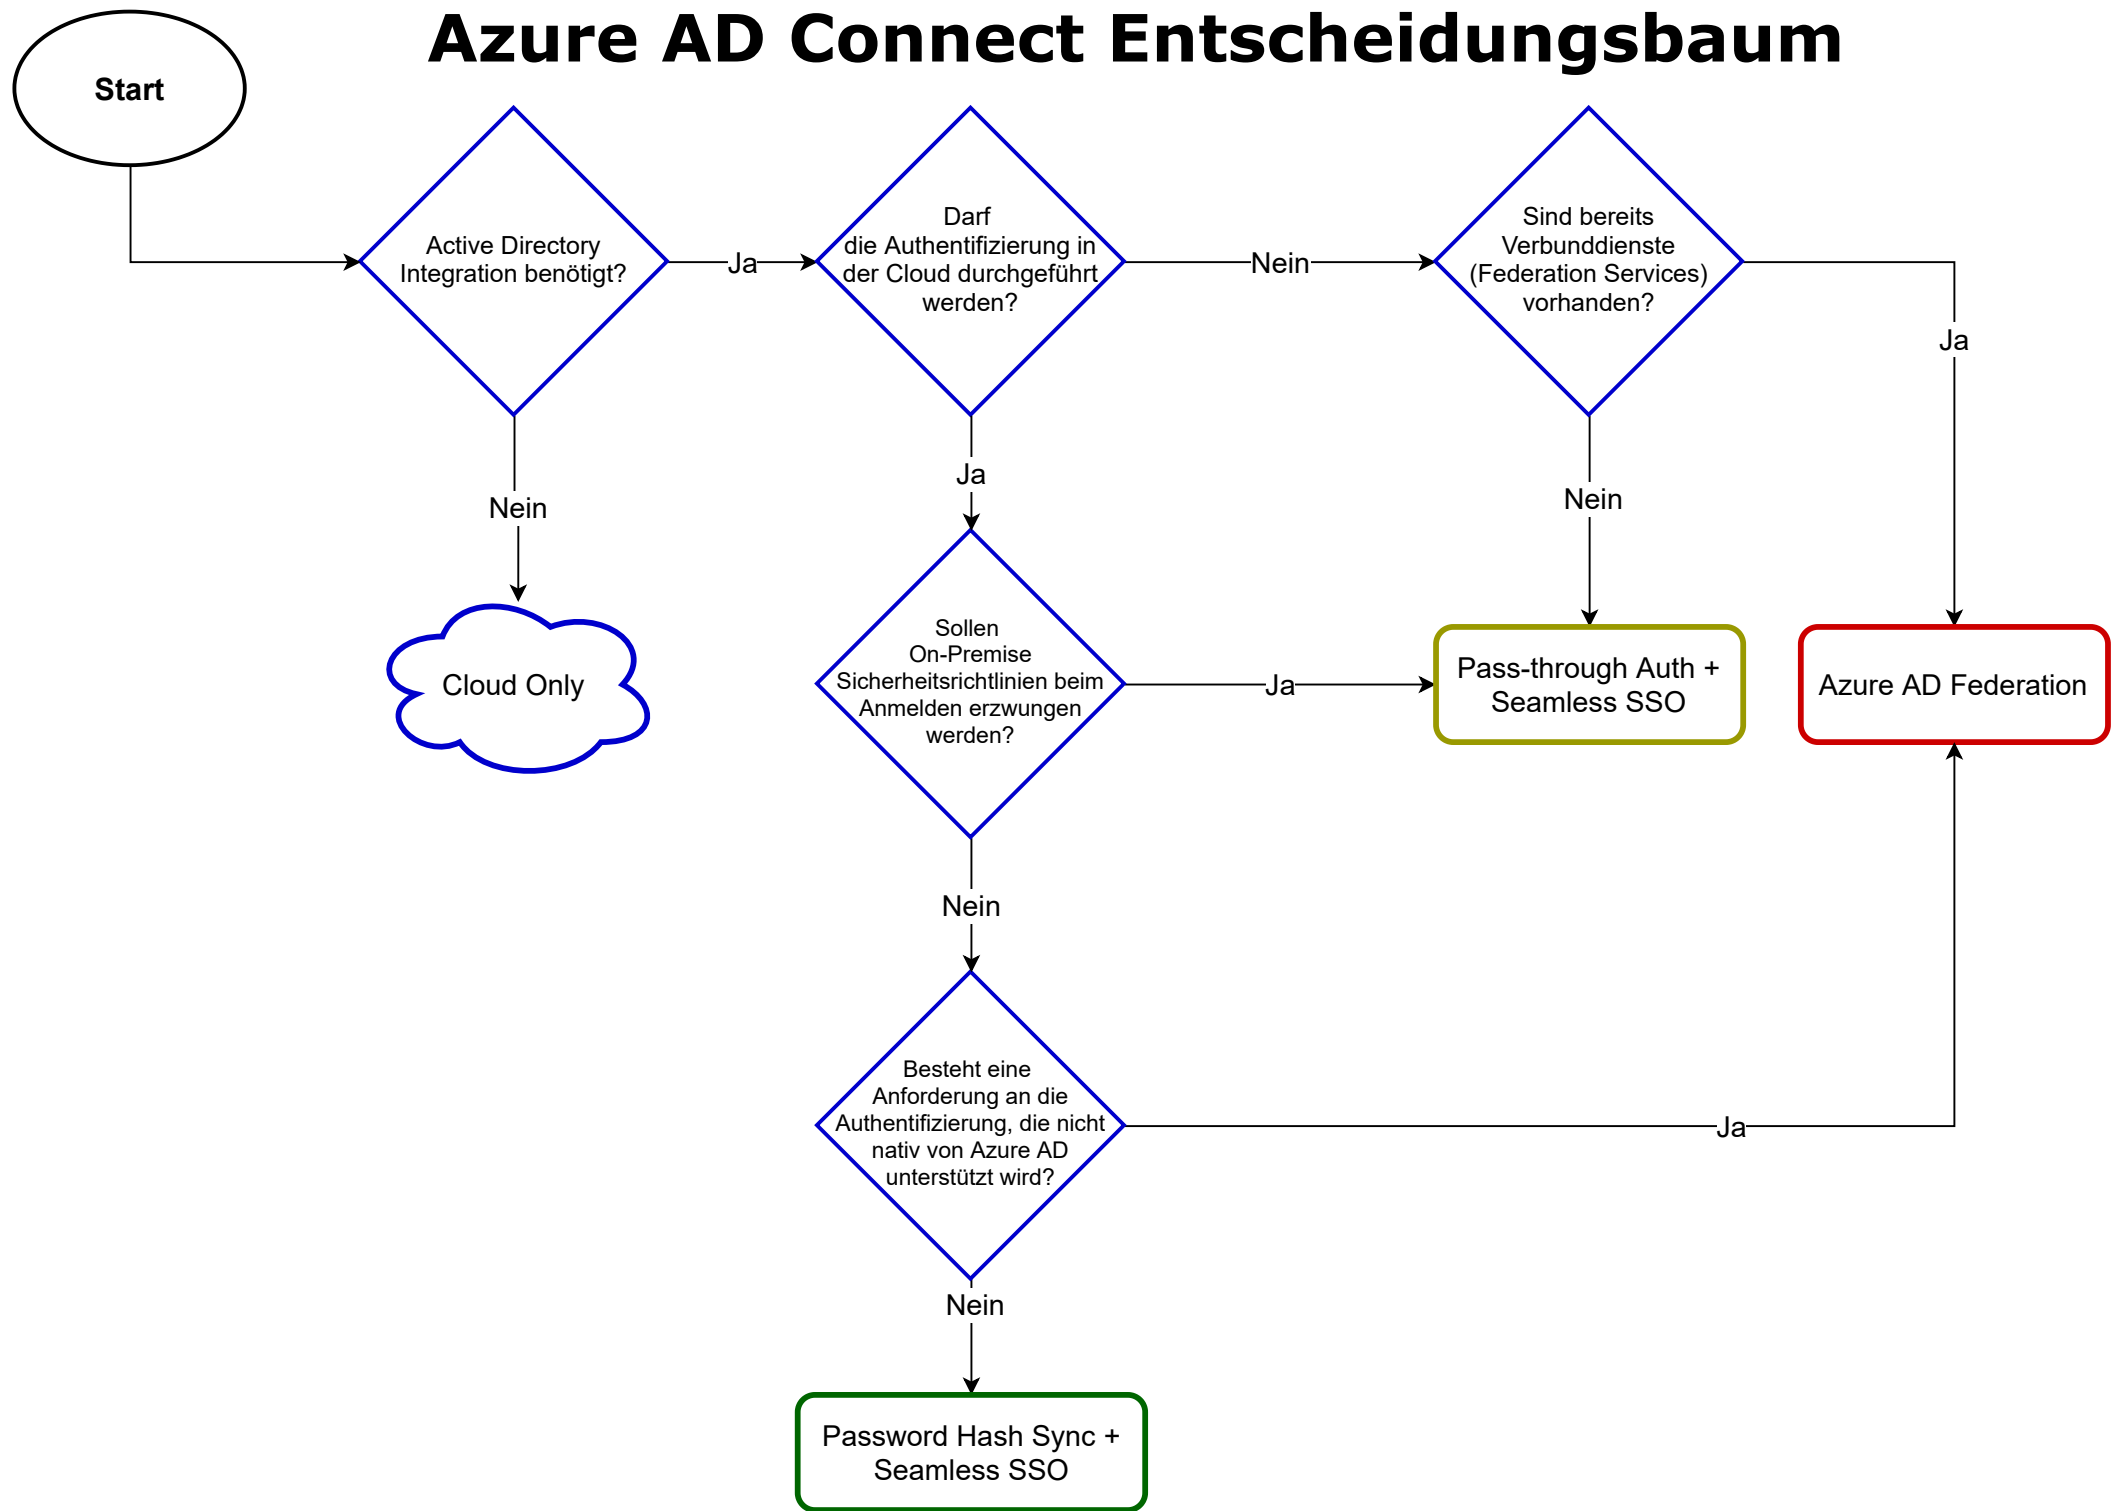 Azure AD Connect Entscheidungsbaum
Start
Active Directory
Integration benötigt?
Ja
Darf
die Authentifizierung in
der Cloud durchgeführt
werden?
Nein
Sind bereits
Verbunddienste
(Federation Services)
vorhanden?
Ja
Nein
Ja
Nein
Cloud Only
Sollen
On-Premise
Sicherheitsrichtlinien beim
Anmelden erzwungen
werden?
Ja
Pass-through Auth +
Seamless SSO
Azure AD Federation
Nein
Besteht eine
Anforderung an die
Authentifizierung, die nicht
nativ von Azure AD
unterstützt wird?
Ja
Nein
Password Hash Sync +
Seamless SSO